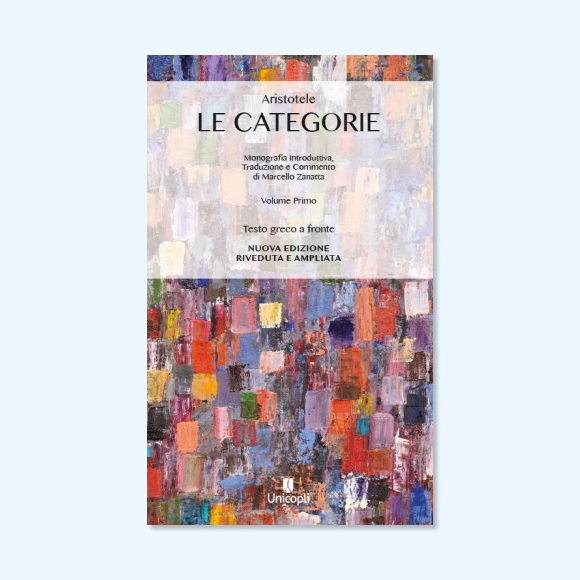 Aristotele
LE CATEGORIE
Monografia Introduttiva,
Traduzione e Commento
di Marcello Zanatta
Volume Primo
Testo greco a fronte
NUOVA EDIZIONE
RIVEDUTA E AMPLIATA
Unicopli